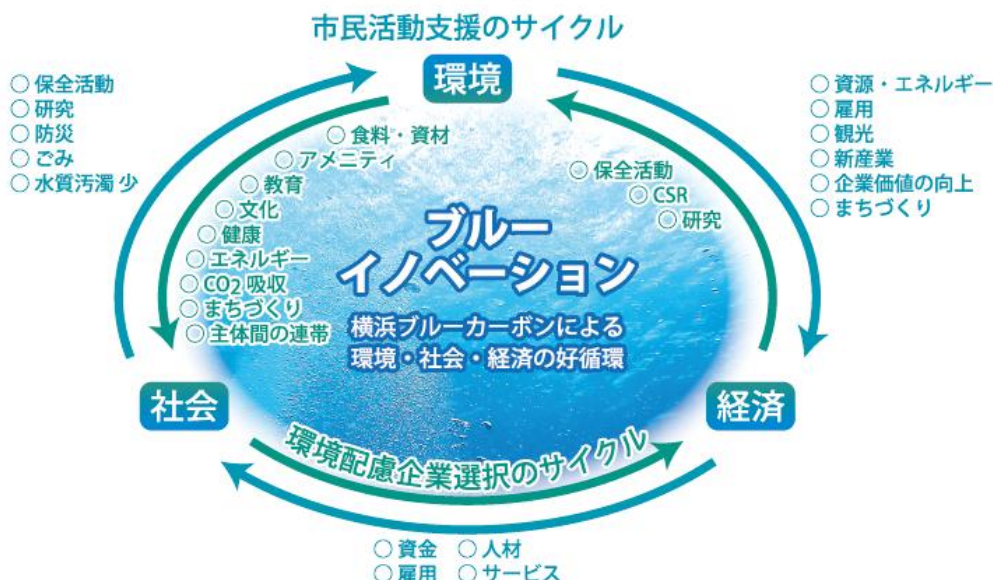 市民活動支援のサイクル
環境
○ 保全活動
○ 研究
○ 防災
○ ごみ
○ 水質汚濁 少
○ 食料・資材
○ アメニティ
○ 教育
○ 文化
○ 健康
○ エネルギー
○ CO2 吸収
○ まちづくり
○ 主体間の連帯
○ 保全活動
○ CSR
○ 研究
○ 資源・エネルギー
○ 雇用
○ 観光
○ 新産業
○ 企業価値の向上
○ まちづくり
ブルー
イノベーション
横浜ブルーカーボンによる
環境・社会・経済の好循環
社会
経済
環境配慮企業選択のサイクル
○ 資金 ○ 人材
○ 雇用 ○ サービス